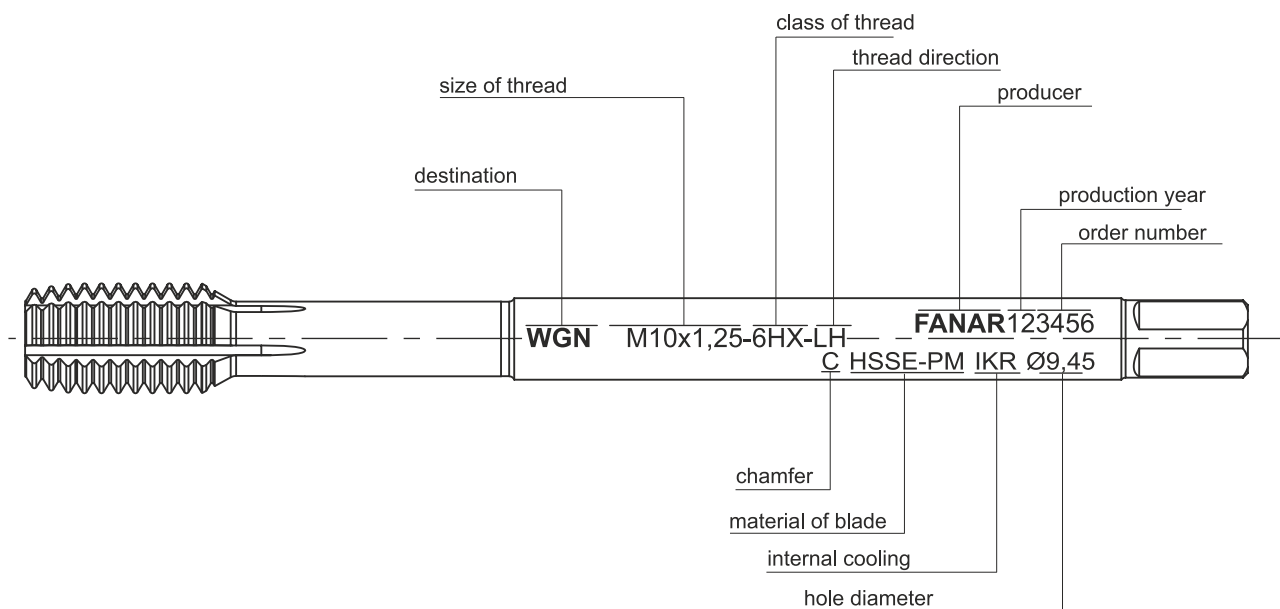 class of thread
thread direction
size of thread
producer
destination
production year
order number
WGN M10x1,25-6HX-LH
FANAR123456
C HSSE-PM IKR Ø9,45
chamfer
material of blade
internal cooling
hole diameter